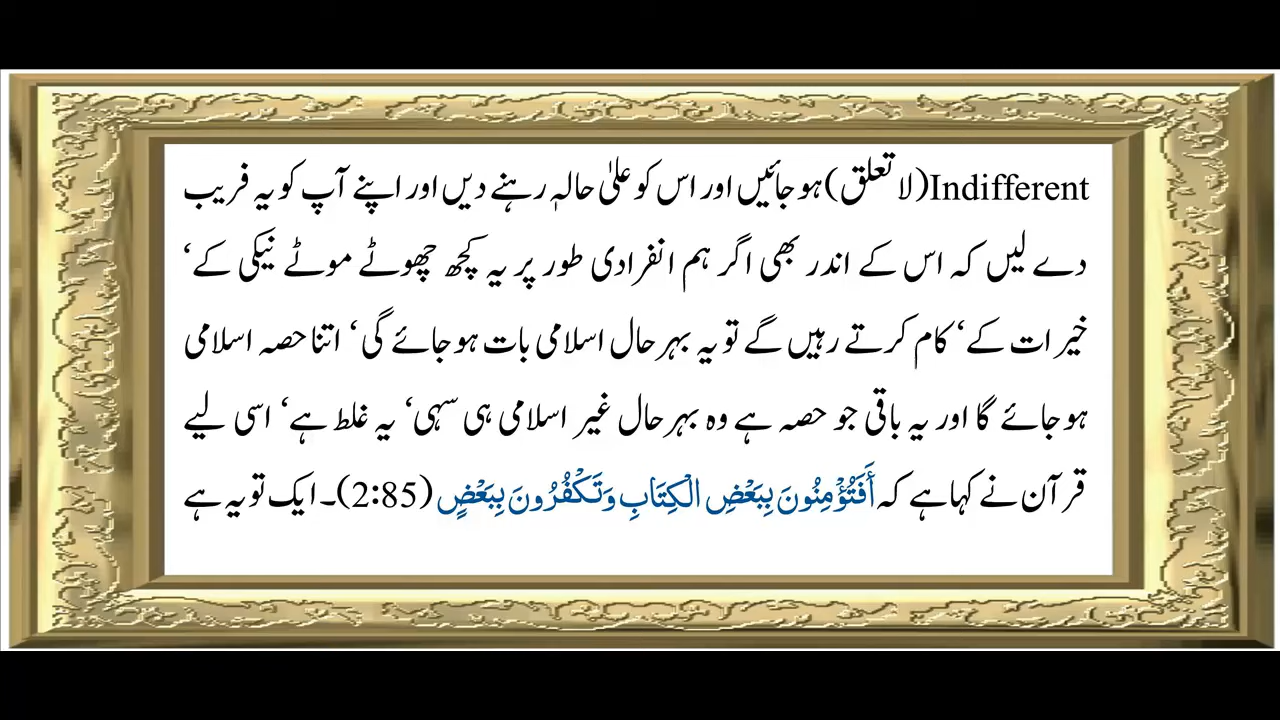 Indifferent(لا تعلق) ہو جائیں اور اس کو علیٰ حالہٖ رہنے دیں اور اپنے آپ کو یہ فریب
دے لیں کہ اس کے اندر بھی اگر ہم انفرادی طور پر یہ کچھ چھوٹے موٹے نیکی کے‘
خیرات کے‘ کام کرتے رہیں گے تو یہ بہرحال اسلامی بات ہو جائے گی‘ اتنا حصہ اسلامی
ہو جائے گا اور یہ باقی جو حصہ ہے وہ بہرحال غیر اسلامی ہی سہی‘ یہ غلط ہے‘ اسی لیے
قرآن نے کہا ہے کہ أَفَتُؤْمِنُونَ بِبَعْضِ الْكِتَابِ وَتَكْفُرُونَ بِبَعْضٍ (2:85)۔ ایک تو یہ ہے